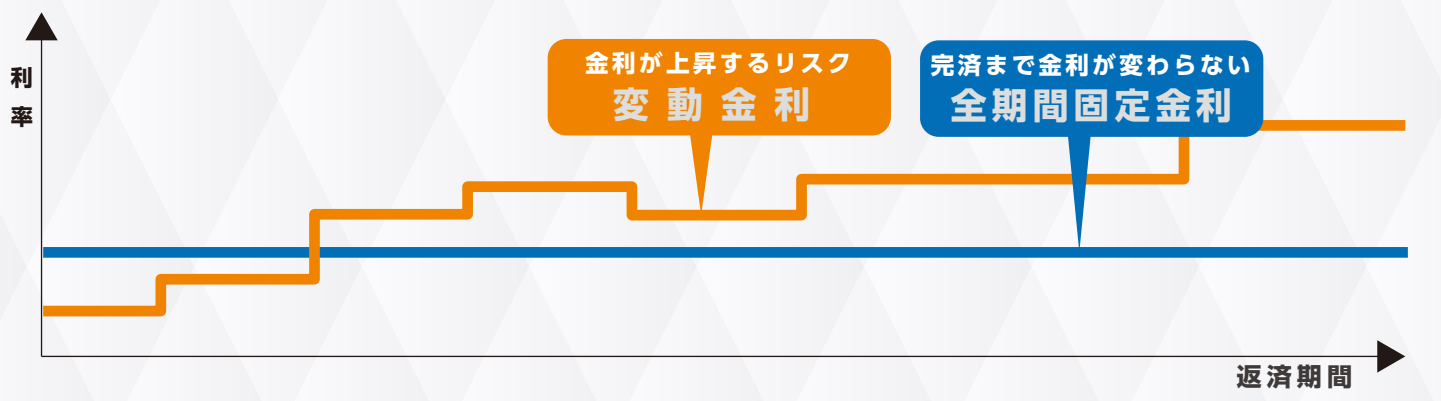 利率
金利が上昇するリスク
変動金利
完済まで金利が変わらない
全期間固定金利
返済期間